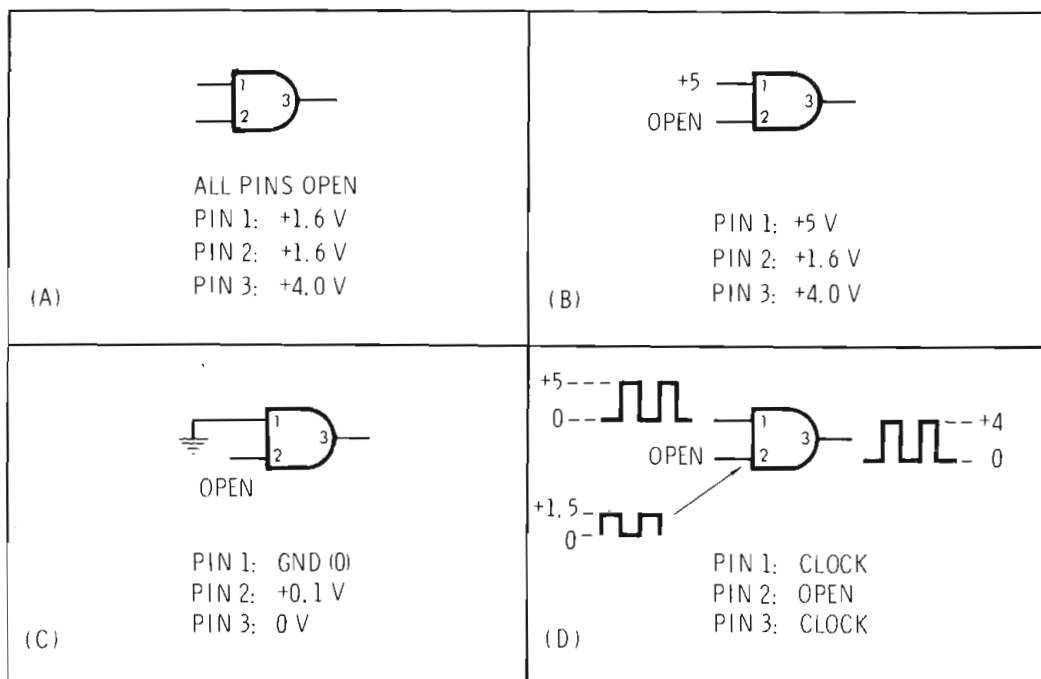 1
2
3
ALL PINS OPEN
PIN 1: +1.6 V
PIN 2: +1.6 V
PIN 3: +4.0 V
(A)
+5
OPEN
1
2
3
PIN 1: +5 V
PIN 2: +1.6 V
PIN 3: +4.0 V
(B)
1
2
3
OPEN
PIN 1: GND (0)
PIN 2: +0.1 V
PIN 3: 0 V
(C)
+5
0
OPEN
1
2
3
+4
0
+1.5
0
PIN 1: CLOCK
PIN 2: OPEN
PIN 3: CLOCK
(D)